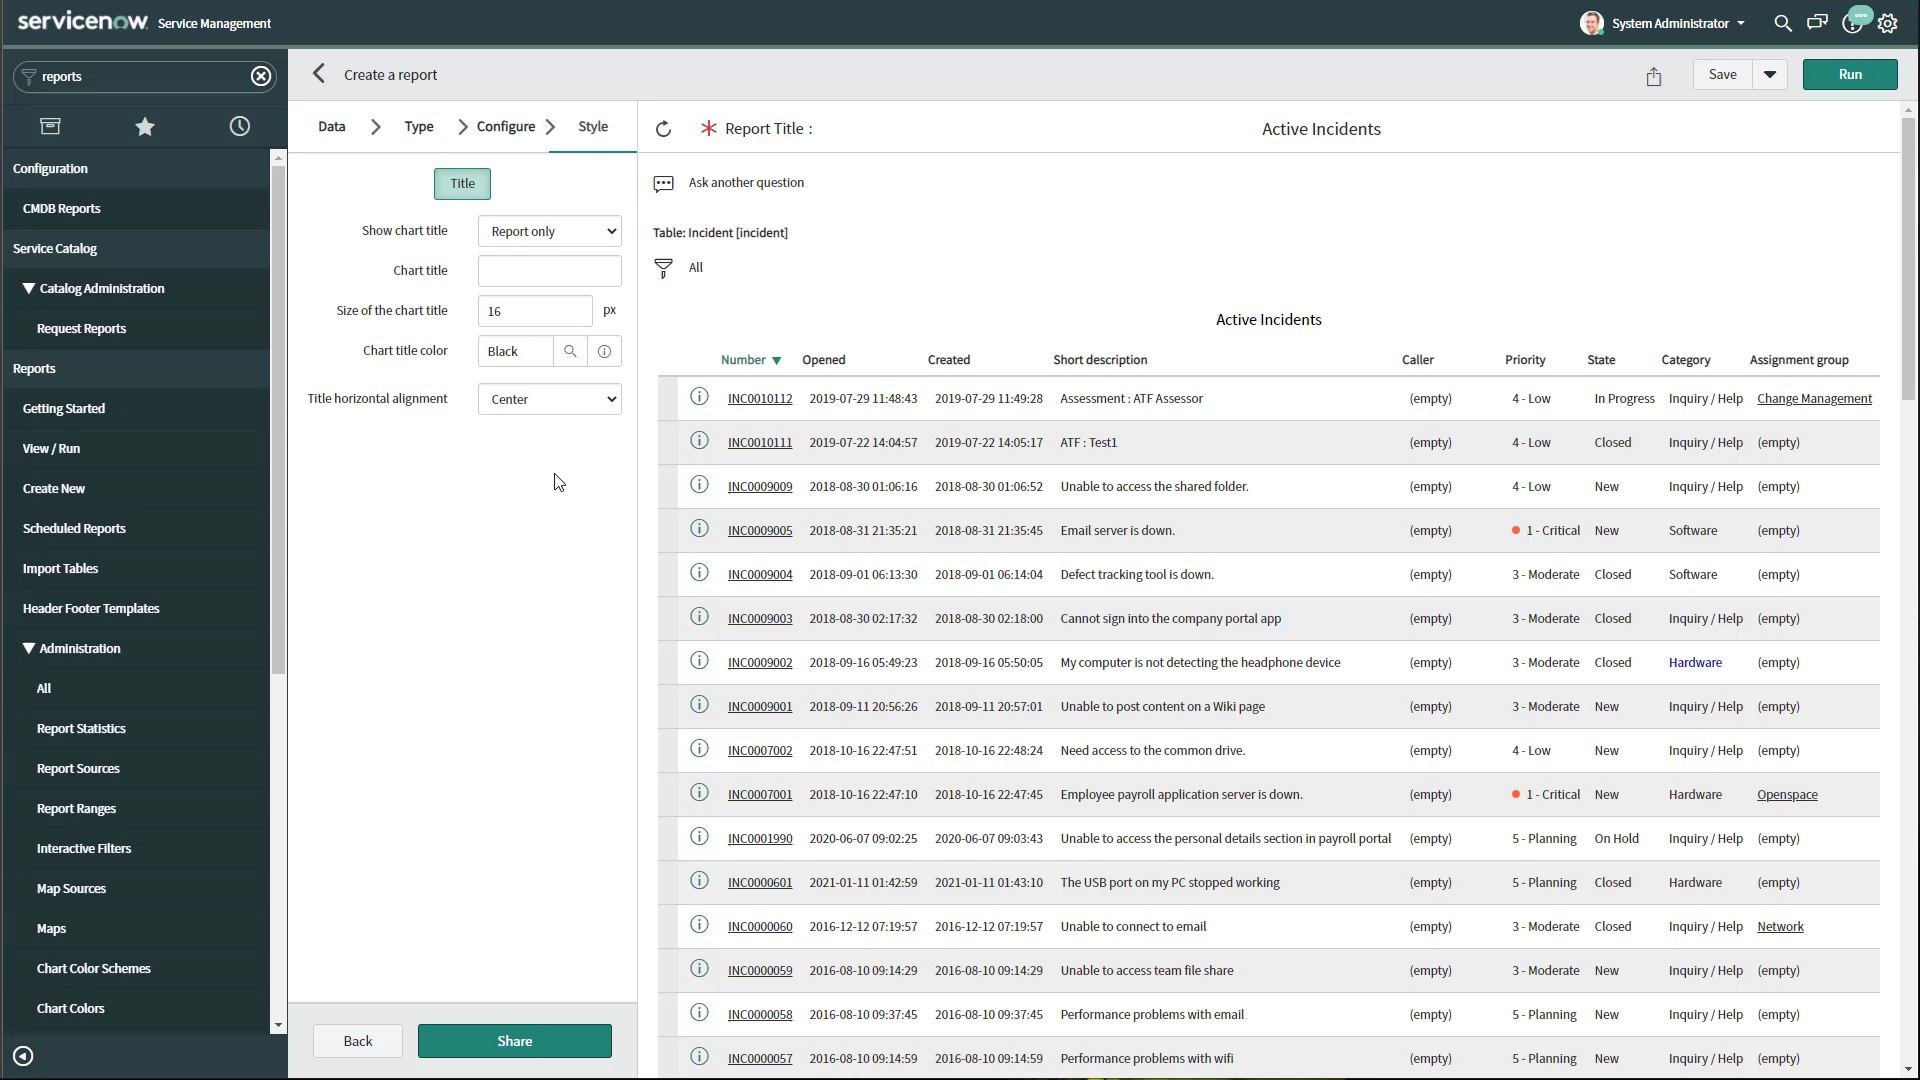 servicenow Service Management
System Administrator
reports
Create a report
Save
Run
Configuration
CMDB Reports
Service Catalog
Catalog Administration
Request Reports
Reports
Getting Started
View / Run
Create New
Scheduled Reports
Import Tables
Header Footer Templates
Administration
All
Report Statistics
Report Sources
Report Ranges
Interactive Filters
Map Sources
Maps
Chart Color Schemes
Chart Colors
Data Type Configure Style
Title
Show chart title Report only
Chart title
Size of the chart title 16 px
Chart title color Black
Title horizontal alignment Center
Back
Share
Report Title : Active Incidents
Ask another question
Table: Incident [incident]
All
Active Incidents
Number Opened Created Short description Caller Priority State Category Assignment group
INC0010112 2019-07-29 11:48:43 2019-07-29 11:49:28 Assessment : ATF Assessor (empty) 4 - Low In Progress Inquiry / Help Change Management
INC0010111 2019-07-22 14:04:57 2019-07-22 14:05:17 ATF : Test1 (empty) 4 - Low Closed Inquiry / Help (empty)
INC0009009 2018-08-30 01:06:16 2018-08-30 01:06:52 Unable to access the shared folder. (empty) 4 - Low New Inquiry / Help (empty)
INC0009005 2018-08-31 21:35:21 2018-08-31 21:35:45 Email server is down. (empty) 1 - Critical New Software (empty)
INC0009004 2018-09-01 06:13:30 2018-09-01 06:14:04 Defect tracking tool is down. (empty) 3 - Moderate Closed Software (empty)
INC0009003 2018-08-30 02:17:32 2018-08-30 02:18:00 Cannot sign into the company portal app (empty) 3 - Moderate Closed Inquiry / Help (empty)
INC0009002 2018-09-16 05:49:23 2018-09-16 05:50:05 My computer is not detecting the headphone device (empty) 3 - Moderate Closed Hardware (empty)
INC0009001 2018-09-11 20:56:26 2018-09-11 20:57:01 Unable to post content on a Wiki page (empty) 3 - Moderate New Inquiry / Help (empty)
INC0007002 2018-10-16 22:47:51 2018-10-16 22:48:24 Need access to the common drive. (empty) 4 - Low New Inquiry / Help (empty)
INC0007001 2018-10-16 22:47:10 2018-10-16 22:47:45 Employee payroll application server is down. (empty) 1 - Critical New Hardware Openspace
INC0001990 2020-06-07 09:02:25 2020-06-07 09:03:43 Unable to access the personal details section in payroll portal (empty) 5 - Planning On Hold Inquiry / Help (empty)
INC0000601 2021-01-11 01:42:59 2021-01-11 01:43:10 The USB port on my PC stopped working (empty) 5 - Planning Closed Hardware (empty)
INC0000060 2016-12-12 07:19:57 2016-12-12 07:19:57 Unable to connect to email (empty) 3 - Moderate Closed Inquiry / Help Network
INC0000059 2016-08-10 09:14:29 2016-08-10 09:14:29 Unable to access team file share (empty) 3 - Moderate New Inquiry / Help (empty)
INC0000058 2016-08-10 09:37:45 2016-08-10 09:37:45 Performance problems with email (empty) 5 - Planning New Inquiry / Help (empty)
INC0000057 2016-08-10 09:14:59 2016-08-10 09:14:59 Performance problems with wifi (empty) 5 - Planning New Inquiry / Help (empty)